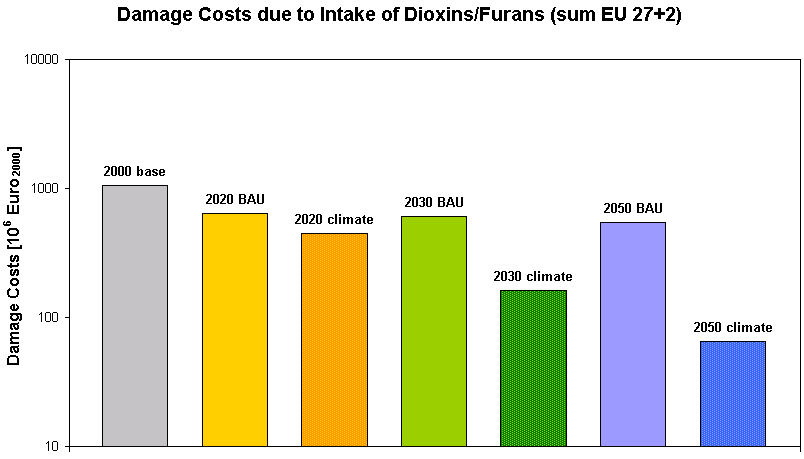 Damage Costs due to Intake of Dioxins/Furans (sum EU 27+2)
Damage Costs [10⁶ Euro₂₀₀₀]
10000
1000
100
10
2000 base
2020 BAU
2020 climate
2030 BAU
2030 climate
2050 BAU
2050 climate